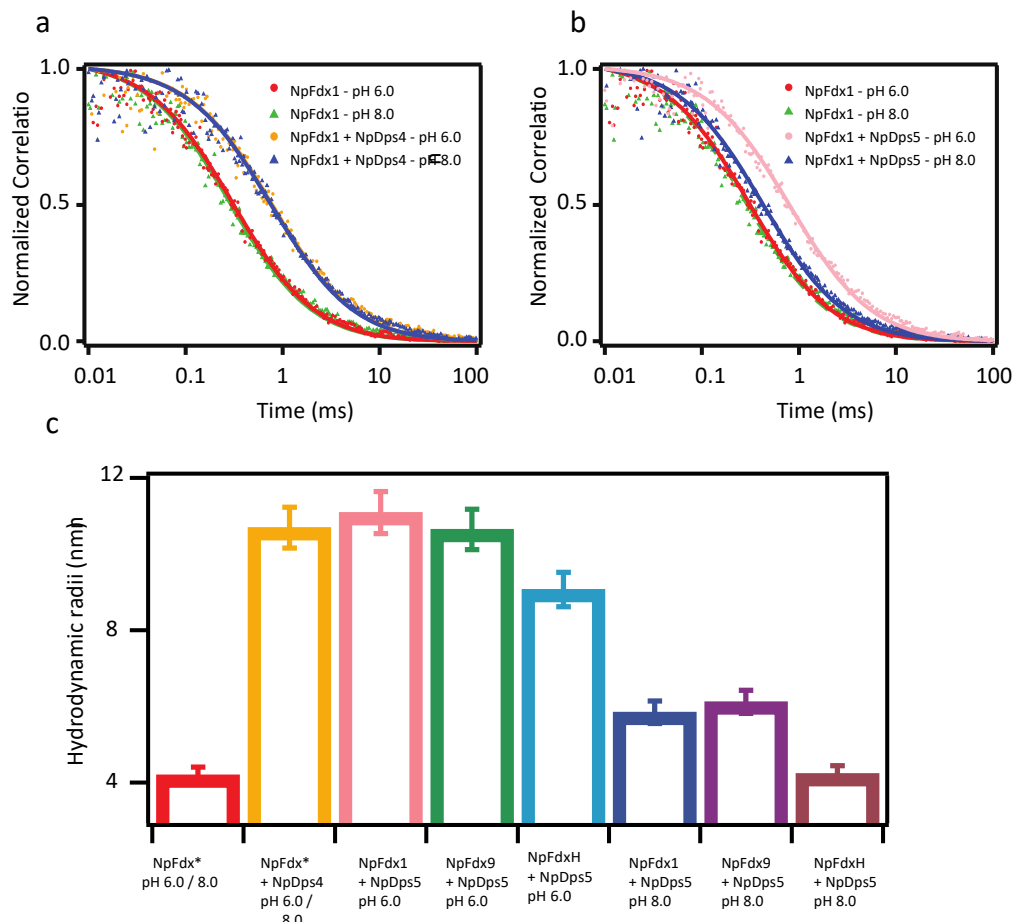 a
1.0
0.5
0.0
Normalized Correlatio
n
NpFdx1 - pH 6.0
NpFdx1 - pH 8.0
NpFdx1 + NpDps4 - pH 6.0
NpFdx1 + NpDps4 - pH 8.0
0.01 0.1 1 10 100
Time (ms)
b
1.0
0.5
0.0
Normalized Correlatio
NpFdx1 - pH 6.0
NpFdx1 - pH 8.0
NpFdx1 + NpDps5 - pH 6.0
NpFdx1 + NpDps5 - pH 8.0
0.01 0.1 1 10 100
Time (ms)
c
12
8
4
Hydrodynamic radii (nm)
NpFdx*
pH 6.0 / 8.0
NpFdx*
+ NpDps4
pH 6.0 /
8.0
NpFdx1
+ NpDps5
pH 6.0
NpFdx9
+ NpDps5
pH 6.0
NpFdxH
+ NpDps5
pH 6.0
NpFdx1
+ NpDps5
pH 8.0
NpFdx9
+ NpDps5
pH 8.0
NpFdxH
+ NpDps5
pH 8.0